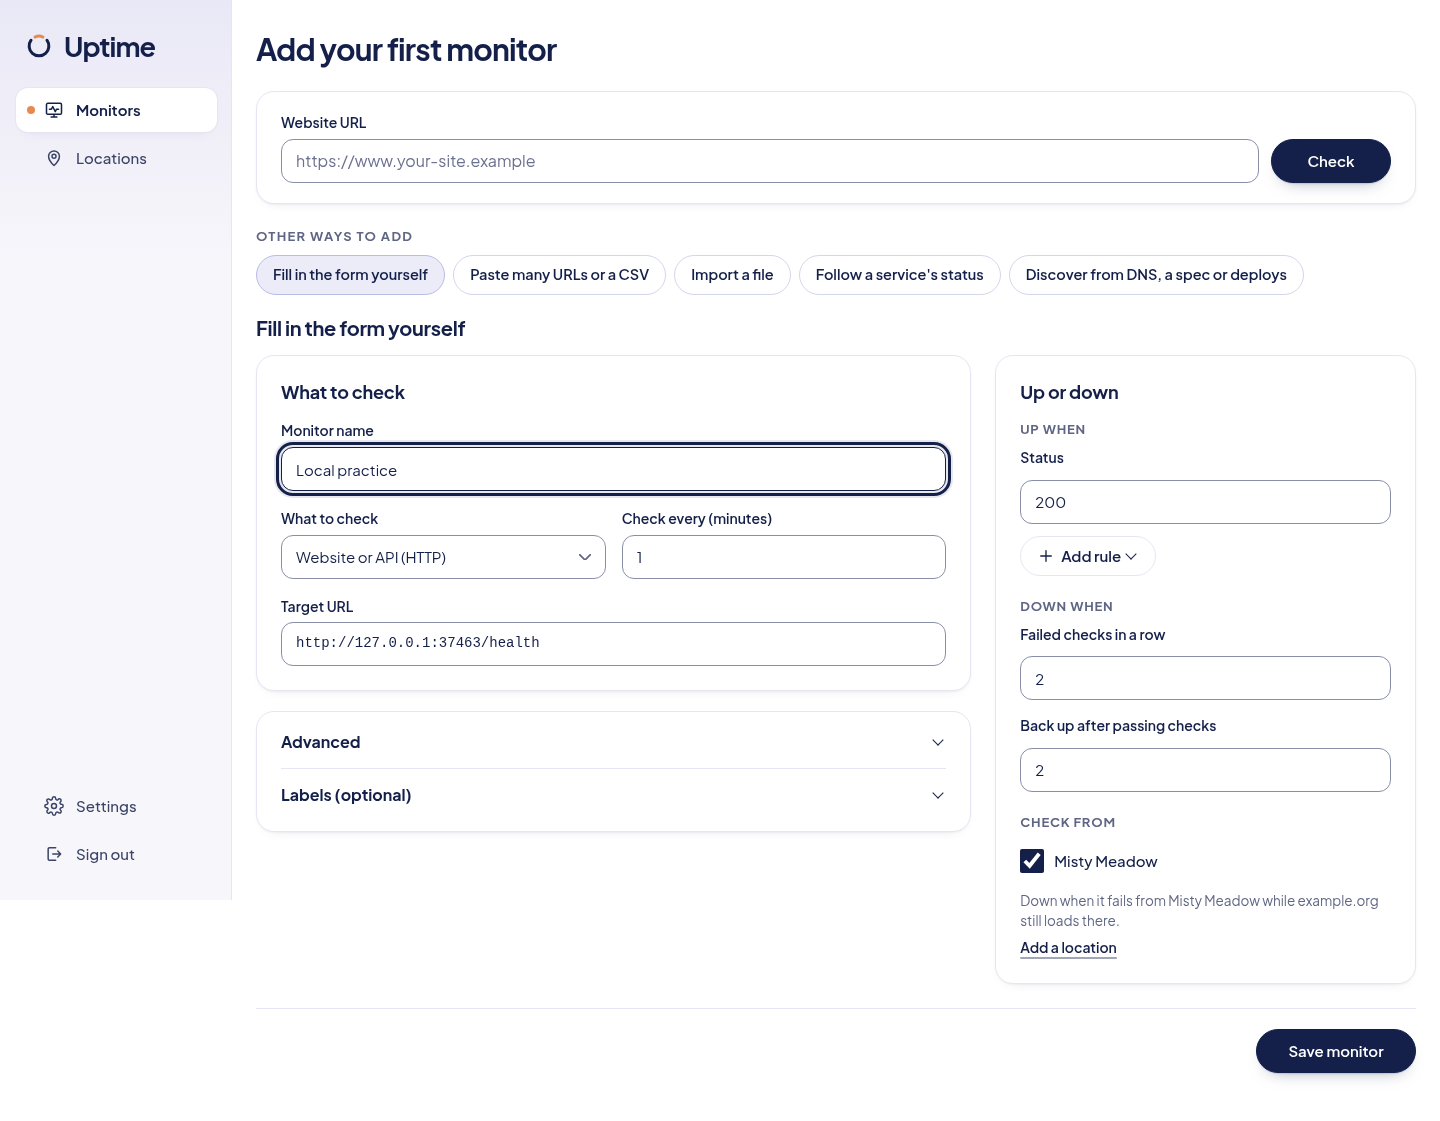 Uptime
Monitors
Locations
Settings
Sign out
Add your first monitor
Website URL
https://www.your-site.example
Check
OTHER WAYS TO ADD
Fill in the form yourself
Paste many URLs or a CSV
Import a file
Follow a service's status
Discover from DNS, a spec or deploys
Fill in the form yourself
What to check
Monitor name
Local practice
What to check
Check every (minutes)
Website or API (HTTP)
1
Target URL
http://127.0.0.1:37463/health
Advanced
Labels (optional)
Up or down
UP WHEN
Status
200
Add rule
DOWN WHEN
Failed checks in a row
2
Back up after passing checks
2
CHECK FROM
Misty Meadow
Down when it fails from Misty Meadow while example.org
still loads there.
Add a location
Save monitor